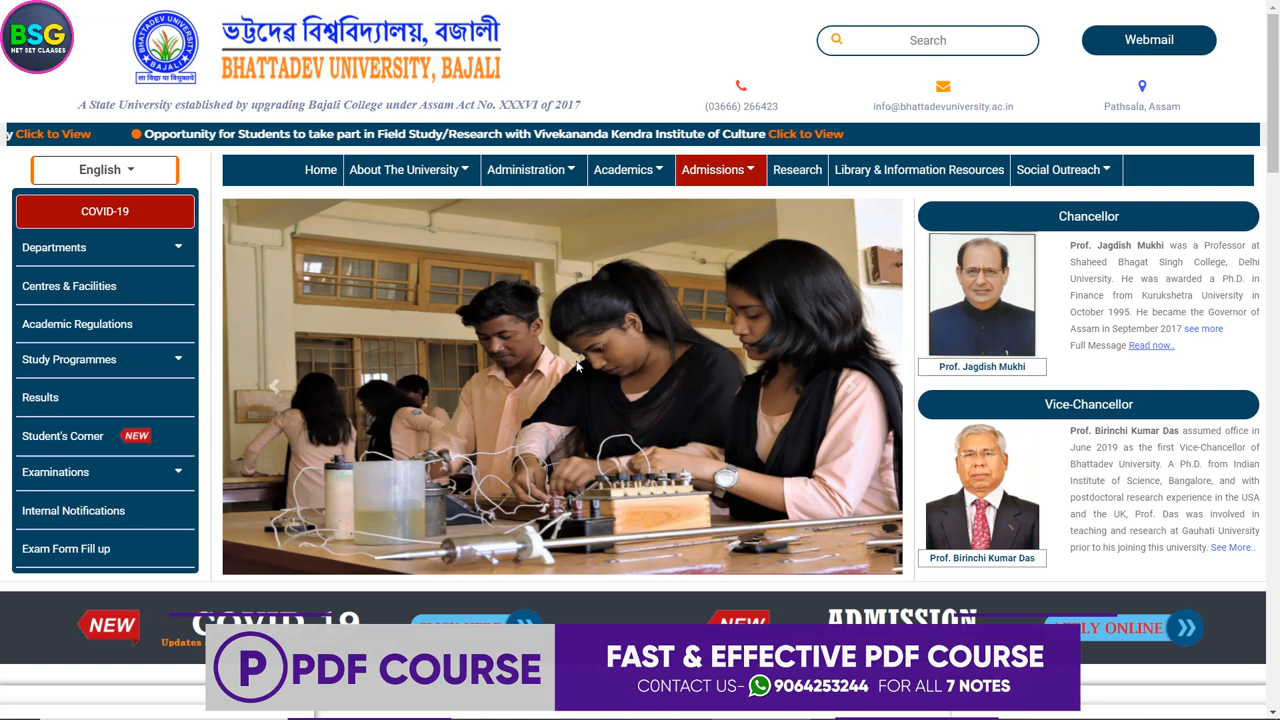 BSG
NET SET CLAASES
BHATTADEV UNIVERSITY
BAJALI
सा विद्या या विमुक्तये
ভট্টদেৱ বিশ্ববিদ্যালয়, বজালী
BHATTADEV UNIVERSITY, BAJALI
A State University established by upgrading Bajali College under Assam Act No. XXXVI of 2017
Search
Webmail
(03666) 266423
info@bhattadevuniversity.ac.in
Pathsala, Assam
y Click to View Opportunity for Students to take part in Field Study/Research with Vivekananda Kendra Institute of Culture Click to View
English
Home About The University Administration Academics Admissions Research Library & Information Resources Social Outreach
COVID-19
Departments
Centres & Facilities
Academic Regulations
Study Programmes
Results
Student's Corner NEW
Examinations
Internal Notifications
Exam Form Fill up
Chancellor
Prof. Jagdish Mukhi was a Professor at
Shaheed Bhagat Singh College, Delhi
University. He was awarded a Ph.D. in
Finance from Kurukshetra University in
October 1995. He became the Governor of
Assam in September 2017 see more
Full Message Read now..
Prof. Jagdish Mukhi
Vice-Chancellor
Prof. Birinchi Kumar Das assumed office in
June 2019 as the first Vice-Chancellor of
Bhattadev University. A Ph.D. from Indian
Institute of Science, Bangalore, and with
postdoctoral research experience in the USA
and the UK, Prof. Das was involved in
teaching and research at Gauhati University
prior to his joining this university. See More..
Prof. Birinchi Kumar Das
NEW COVID 19
Updates
NEW ADMISSION
APPLY ONLINE
P PDF COURSE
FAST & EFFECTIVE PDF COURSE
CONTACT US- 9064253244 FOR ALL 7 NOTES